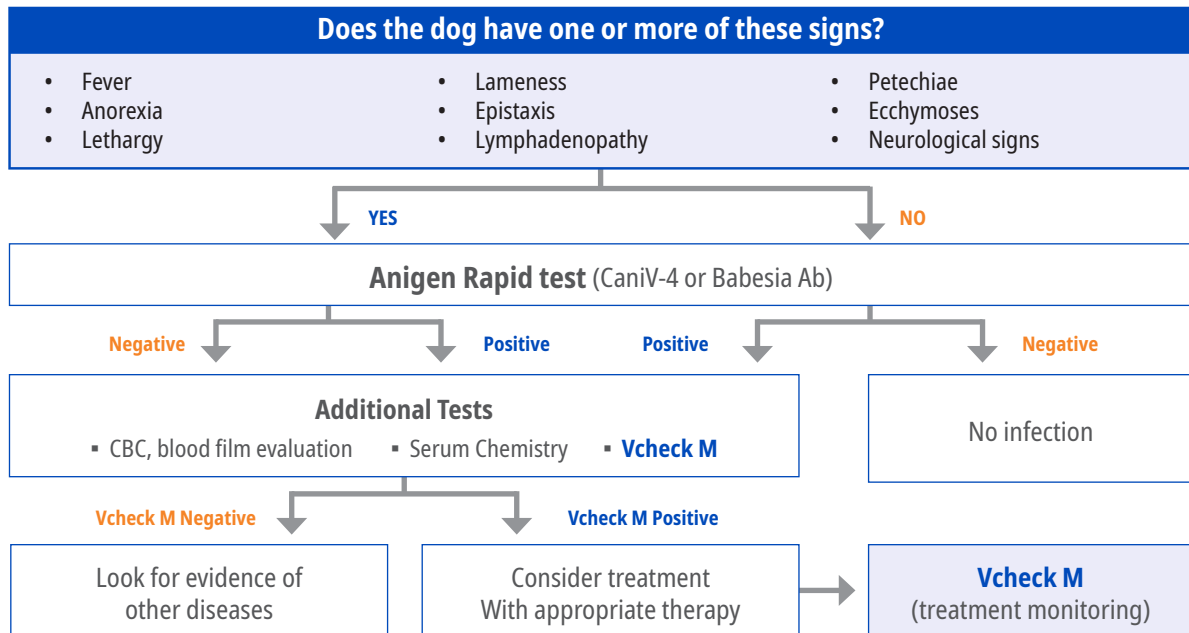 Does the dog have one or more of these signs?
• Fever
• Anorexia
• Lethargy
• Lameness
• Epistaxis
• Lymphadenopathy
• Petechiae
• Ecchymoses
• Neurological signs
YES
NO
Anigen Rapid test (CaniV-4 or Babesia Ab)
Negative
Positive
Positive
Negative
Additional Tests
▪ CBC, blood film evaluation ▪ Serum Chemistry ▪ Vcheck M
No infection
Vcheck M Negative
Vcheck M Positive
Look for evidence of
other diseases
Consider treatment
With appropriate therapy
Vcheck M
(treatment monitoring)